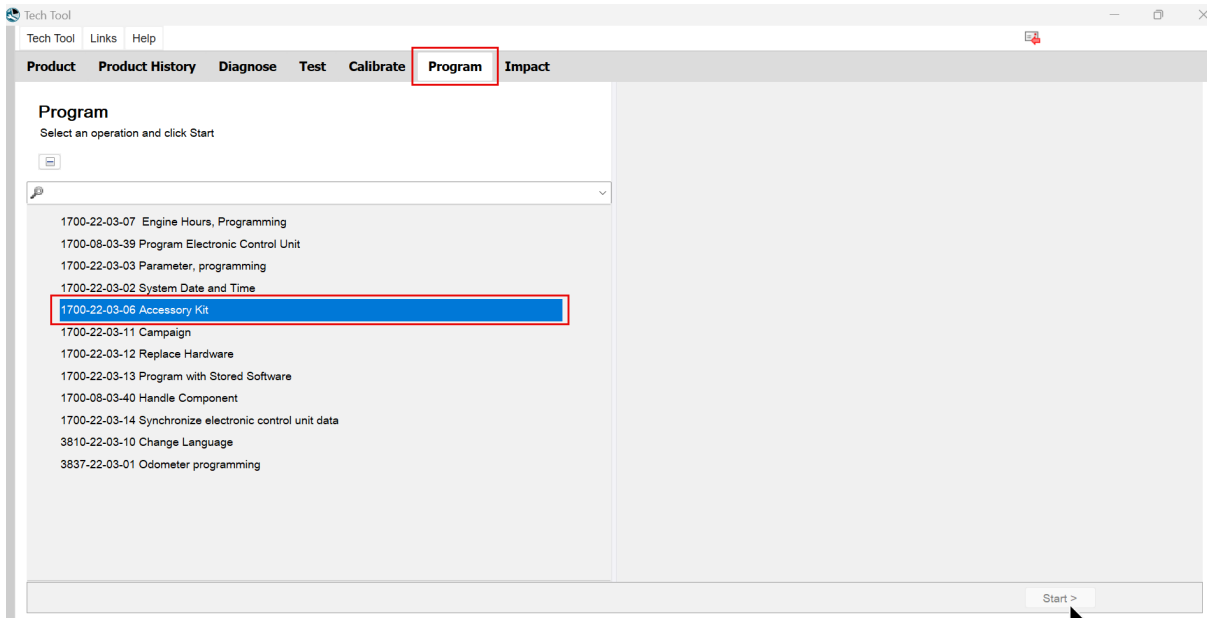 Tech Tool
Tech Tool Links Help
Product Product History Diagnose Test Calibrate Program Impact
Program
Select an operation and click Start
1700-22-03-07 Engine Hours, Programming
1700-08-03-39 Program Electronic Control Unit
1700-22-03-03 Parameter, programming
1700-22-03-02 System Date and Time
1700-22-03-06 Accessory Kit
1700-22-03-11 Campaign
1700-22-03-12 Replace Hardware
1700-22-03-13 Program with Stored Software
1700-08-03-40 Handle Component
1700-22-03-14 Synchronize electronic control unit data
3810-22-03-10 Change Language
3837-22-03-01 Odometer programming
Start >